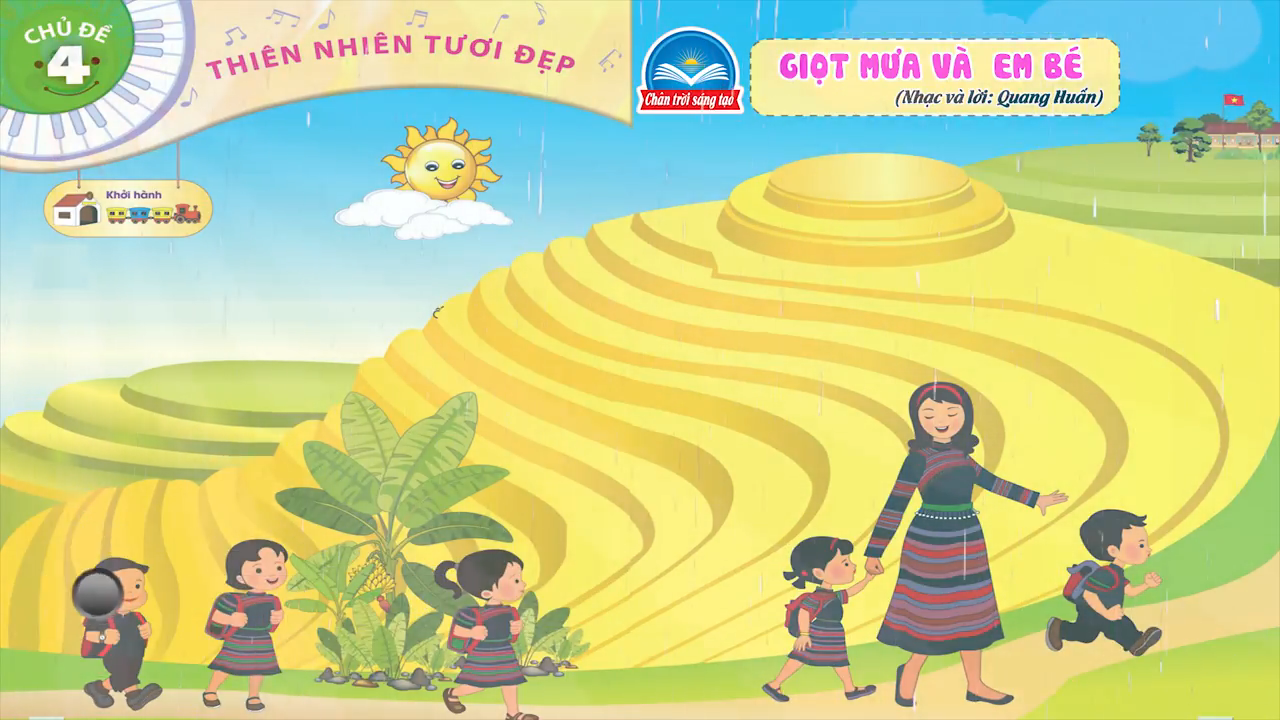 CHỦ ĐỀ
4
THIÊN NHIÊN TƯƠI ĐẸP
Chân trời sáng tạo
GIỌT MƯA VÀ EM BÉ
(Nhạc và lời: Quang Huấn)
Khởi hành